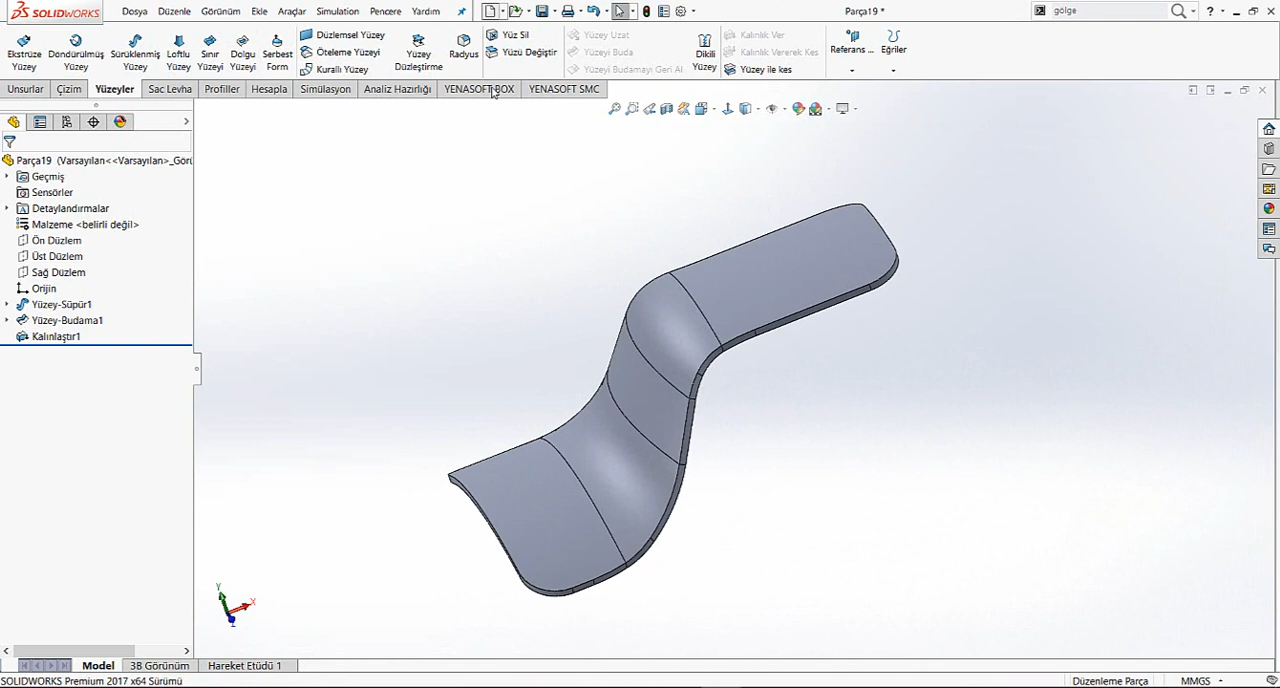 SOLIDWORKS Dosya Düzenle Görünüm Ekle Araçlar Simulation Pencere Yardım Parça19 * gölge ?
Ekstrüze Yüzey
Döndürülmüş Yüzey
Sürüklenmiş Yüzey
Loftlu Yüzey
Sınır Yüzeyi
Dolgu Yüzeyi
Serbest Form
Düzlemsel Yüzey
Öteleme Yüzeyi
Kurallı Yüzey
Yüzey Düzleştirme
Radyus
Yüz Sil
Yüzü Değiştir
Yüzey Uzat
Yüzeyi Buda
Yüzeyi Budamayı Geri Al
Dikili Yüzey
Kalınlık Ver
Kalınlık Vererek Kes
Yüzey ile kes
Referans ...
Eğriler
Unsurlar Çizim Yüzeyler Sac Levha Profiller Hesapla Simülasyon Analiz Hazırlığı YENASOFT BOX YENASOFT SMC
Parça19 (Varsayılan<<Varsayılan>_Görü
Geçmiş
Sensörler
Detaylandırmalar
Malzeme <belirli değil>
Ön Düzlem
Üst Düzlem
Sağ Düzlem
Orijin
Yüzey-Süpür1
Yüzey-Budama1
Kalınlaştır1
Y
X
Z
Model 3B Görünüm Hareket Etüdü 1
SOLIDWORKS Premium 2017 x64 Sürümü Düzenleme Parça MMGS